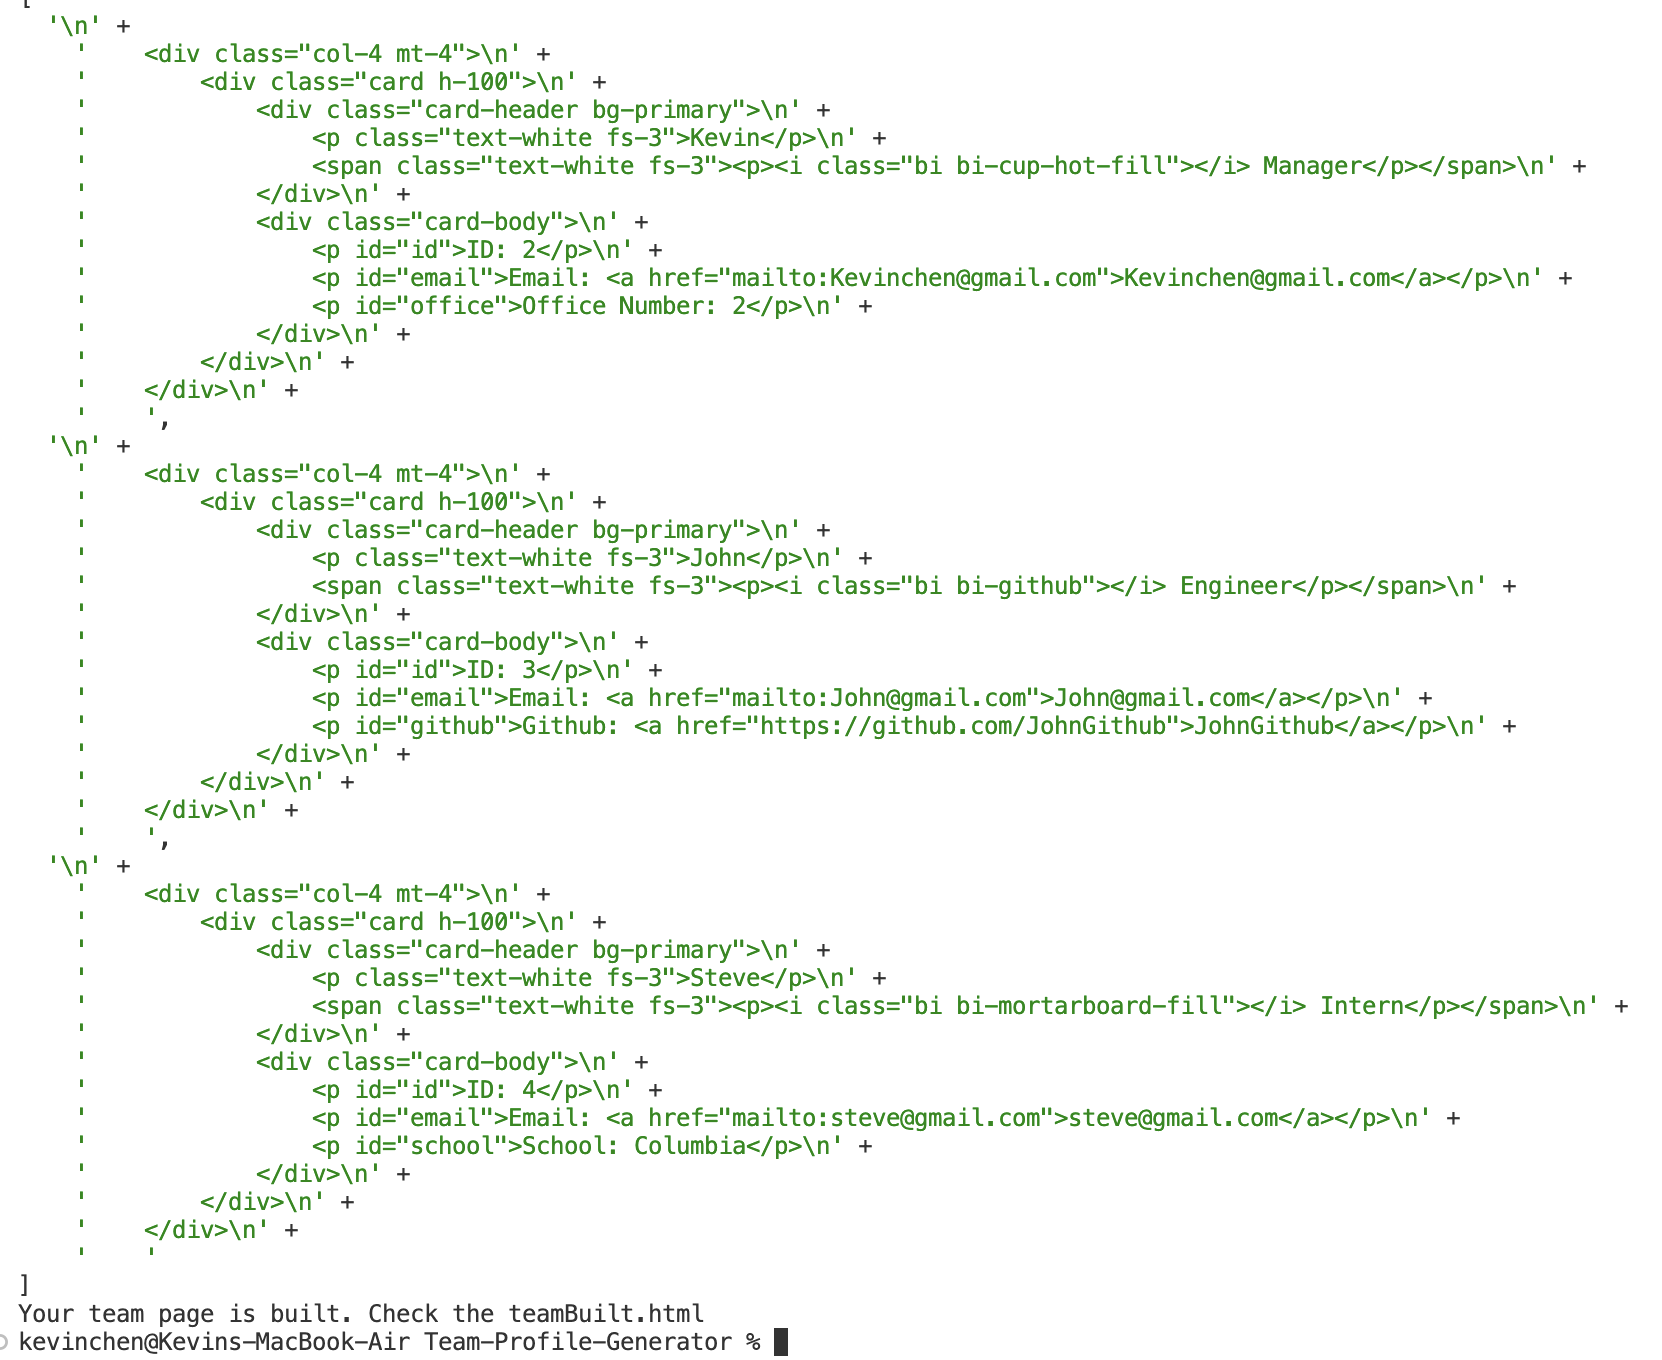 [
  '\n' +
    '    <div class="col-4 mt-4">\n' +
    '        <div class="card h-100">\n' +
    '            <div class="card-header bg-primary">\n' +
    '                <p class="text-white fs-3">Kevin</p>\n' +
    '                <span class="text-white fs-3"><p><i class="bi bi-cup-hot-fill"></i> Manager</p></span>\n' +
    '            </div>\n' +
    '            <div class="card-body">\n' +
    '                <p id="id">ID: 2</p>\n' +
    '                <p id="email">Email: <a href="mailto:Kevinchen@gmail.com">Kevinchen@gmail.com</a></p>\n' +
    '                <p id="office">Office Number: 2</p>\n' +
    '            </div>\n' +
    '        </div>\n' +
    '    </div>\n' +
    '    ',
  '\n' +
    '    <div class="col-4 mt-4">\n' +
    '        <div class="card h-100">\n' +
    '            <div class="card-header bg-primary">\n' +
    '                <p class="text-white fs-3">John</p>\n' +
    '                <span class="text-white fs-3"><p><i class="bi bi-github"></i> Engineer</p></span>\n' +
    '            </div>\n' +
    '            <div class="card-body">\n' +
    '                <p id="id">ID: 3</p>\n' +
    '                <p id="email">Email: <a href="mailto:John@gmail.com">John@gmail.com</a></p>\n' +
    '                <p id="github">Github: <a href="https://github.com/JohnGithub">JohnGithub</a></p>\n' +
    '            </div>\n' +
    '        </div>\n' +
    '    </div>\n' +
    '    ',
  '\n' +
    '    <div class="col-4 mt-4">\n' +
    '        <div class="card h-100">\n' +
    '            <div class="card-header bg-primary">\n' +
    '                <p class="text-white fs-3">Steve</p>\n' +
    '                <span class="text-white fs-3"><p><i class="bi bi-mortarboard-fill"></i> Intern</p></span>\n' +
    '            </div>\n' +
    '            <div class="card-body">\n' +
    '                <p id="id">ID: 4</p>\n' +
    '                <p id="email">Email: <a href="mailto:steve@gmail.com">steve@gmail.com</a></p>\n' +
    '                <p id="school">School: Columbia</p>\n' +
    '            </div>\n' +
    '        </div>\n' +
    '    </div>\n' +
    '    '
]
Your team page is built. Check the teamBuilt.html
kevinchen@Kevins-MacBook-Air Team-Profile-Generator %